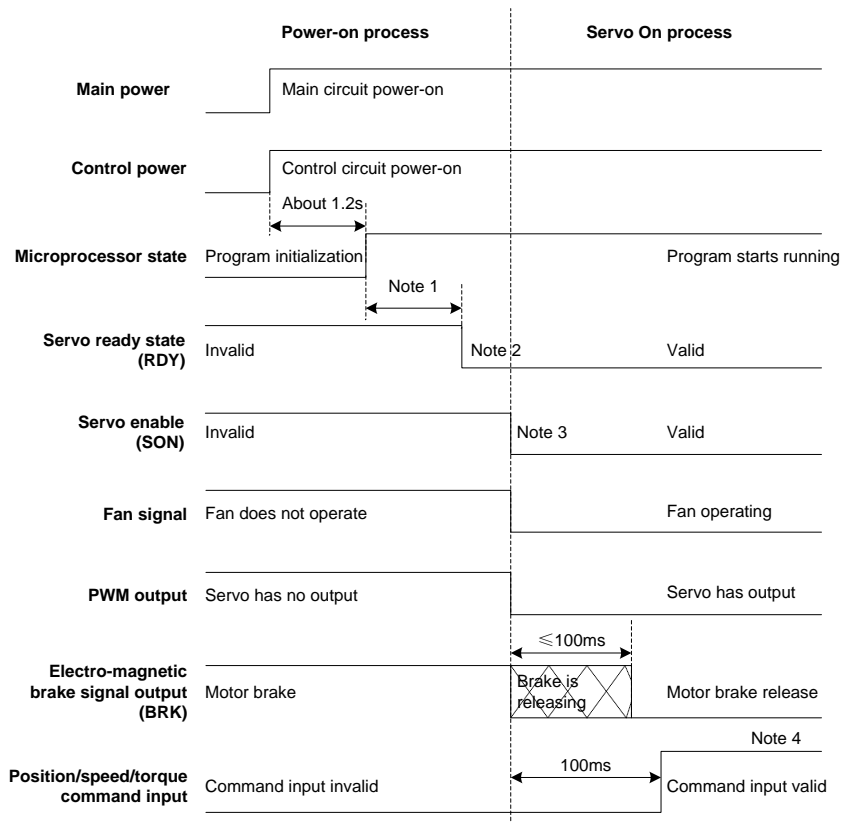 Power-on process
Servo On process
Main power
Main circuit power-on
Control power
Control circuit power-on
About 1.2s
Microprocessor state
Program initialization
Program starts running
Note 1
Servo ready state
(RDY)
Invalid
Note 2
Valid
Servo enable
(SON)
Invalid
Note 3
Valid
Fan signal
Fan does not operate
Fan operating
PWM output
Servo has no output
Servo has output
≤100ms
Electro-magnetic
brake signal output
(BRK)
Motor brake
Brake is
releasing
Motor brake release
Note 4
Position/speed/torque
command input
Command input invalid
100ms
Command input valid